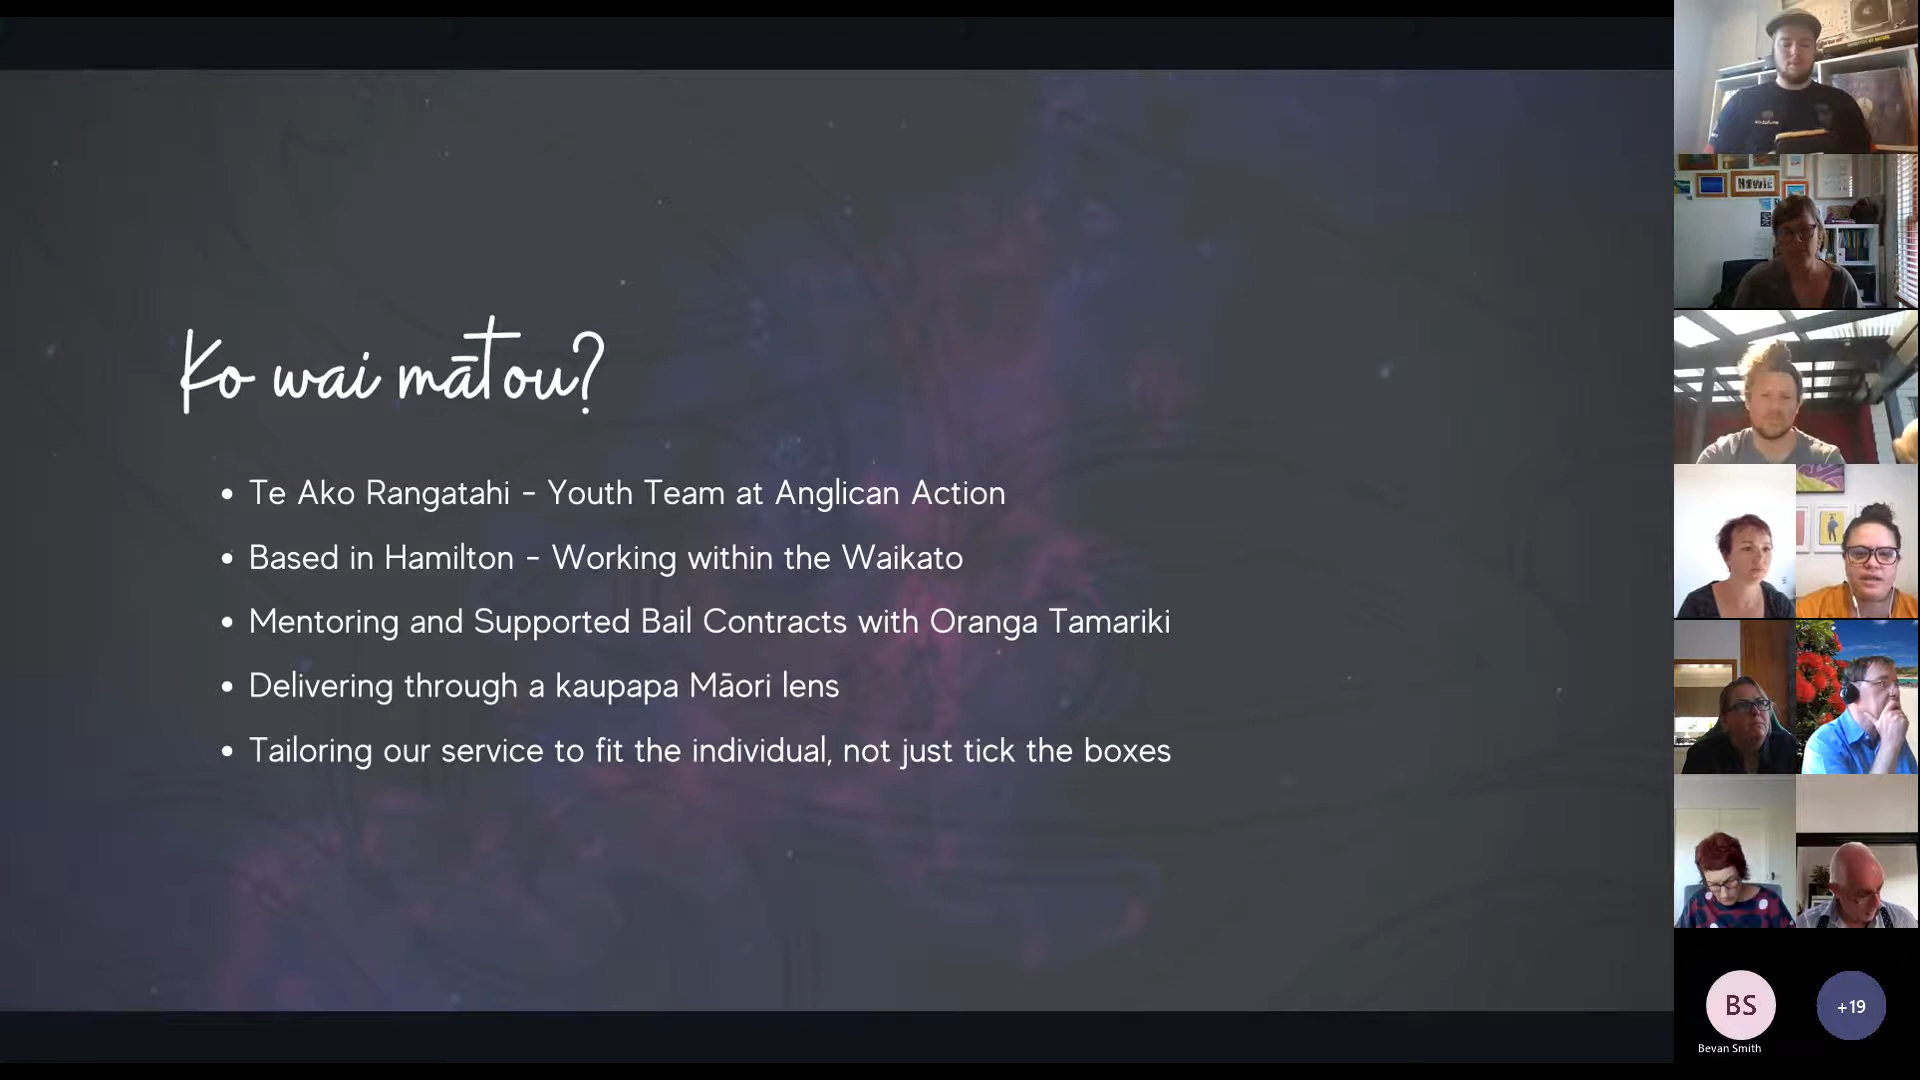 Ko wai mātou?
• Te Ako Rangatahi - Youth Team at Anglican Action
• Based in Hamilton - Working within the Waikato
• Mentoring and Supported Bail Contracts with Oranga Tamariki
• Delivering through a kaupapa Māori lens
• Tailoring our service to fit the individual, not just tick the boxes
BS
+19
Bevan Smith